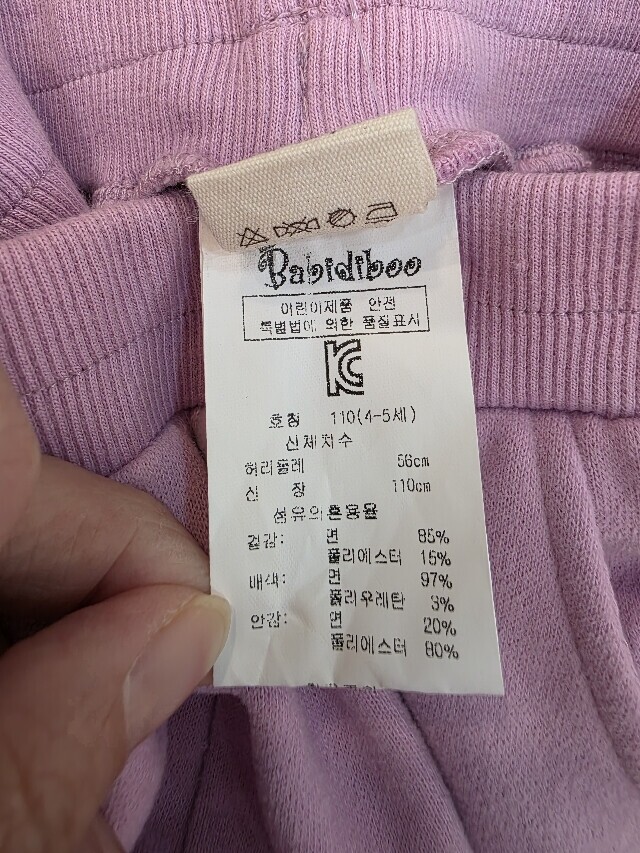 Babidiboo
어린이제품 안전
특별법에 의한 품질표시
KC
호칭 110(4-5세)
신체치수
허리둘레 56cm
신 장 110cm
섬유의혼용율
겉감: 면 85%
폴리에스터 15%
배색: 면 97%
폴리우레탄 3%
안감: 면 20%
폴리에스터 80%